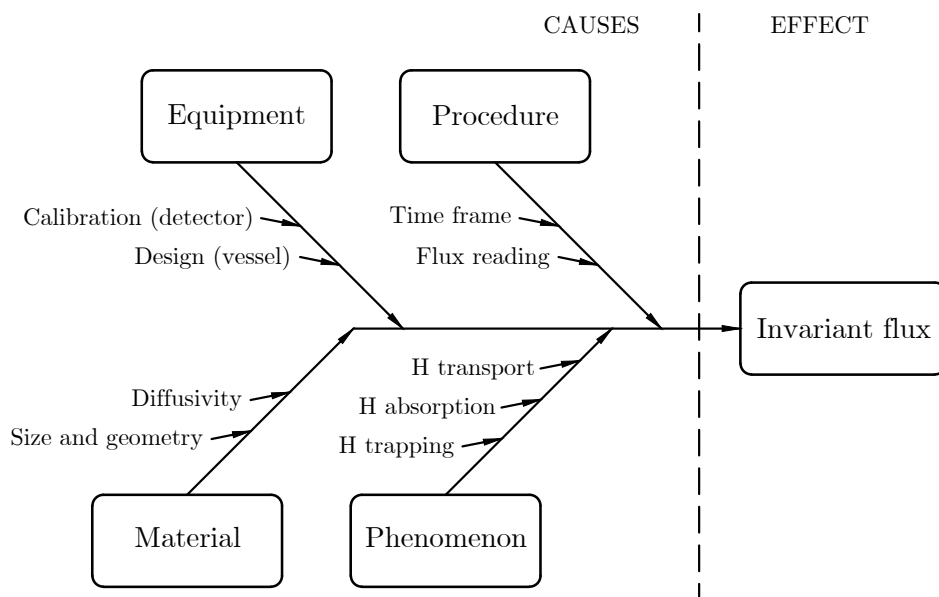 CAUSES
EFFECT
Equipment
Procedure
Calibration (detector)
Design (vessel)
Time frame
Flux reading
Invariant flux
H transport
H absorption
H trapping
Diffusivity
Size and geometry
Material
Phenomenon